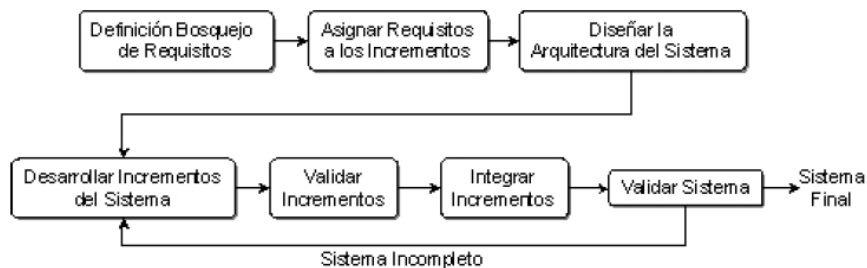 Definición Bosquejo
de Requisitos
Asignar Requisitos
a los Incrementos
Diseñar la
Arquitectura del Sistema
Desarrollar Incrementos
del Sistema
Validar
Incrementos
Integrar
Incrementos
Validar Sistema
Sistema
Final
Sistema Incompleto